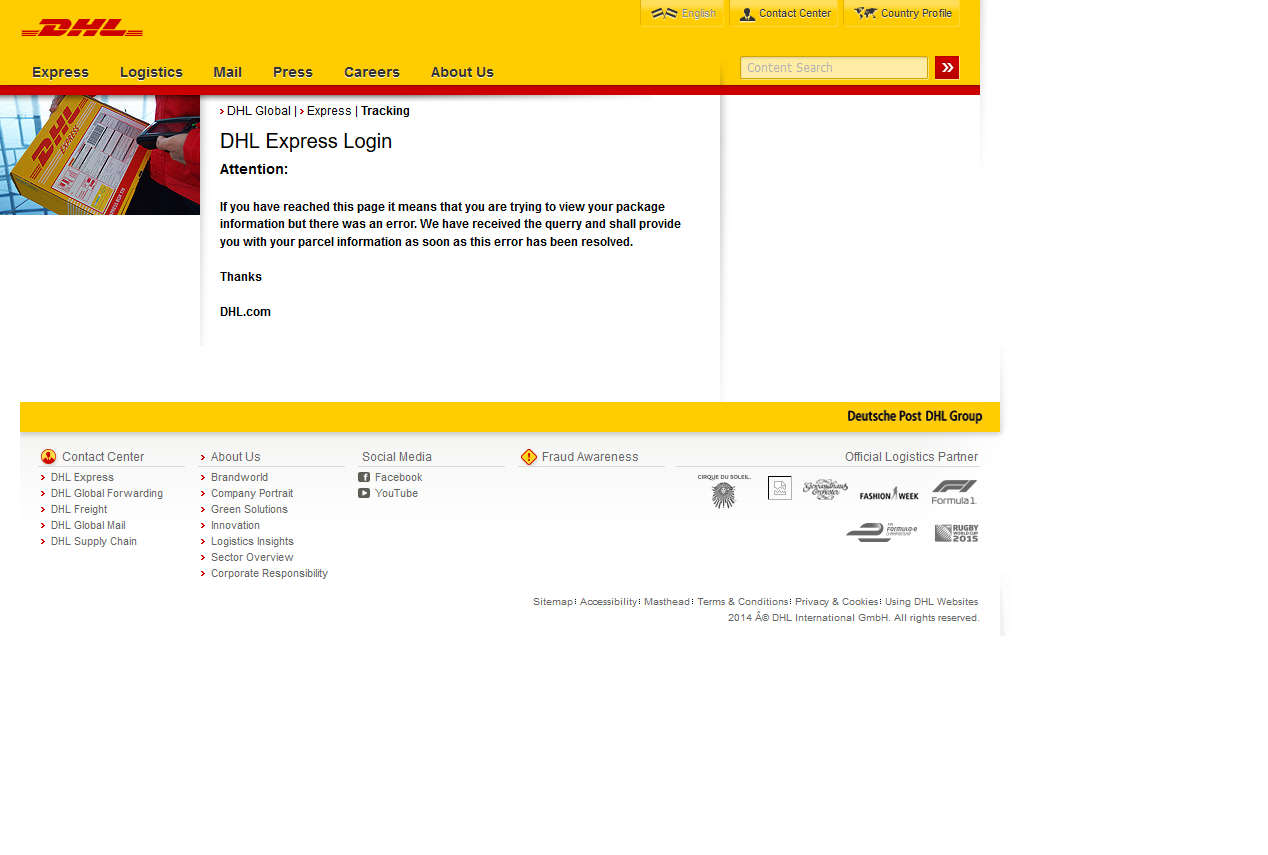 DHL
English
Contact Center
Country Profile
Express Logistics Mail Press Careers About Us
Content Search
DHL
EXPRESS
DHL Global | Express | Tracking
DHL Express Login
Attention:
If you have reached this page it means that you are trying to view your package
information but there was an error. We have received the querry and shall provide
you with your parcel information as soon as this error has been resolved.
Thanks
DHL.com
Deutsche Post DHL Group
Contact Center
DHL Express
DHL Global Forwarding
DHL Freight
DHL Global Mail
DHL Supply Chain
About Us
Brandworld
Company Portrait
Green Solutions
Innovation
Logistics Insights
Sector Overview
Corporate Responsibility
Social Media
Facebook
YouTube
Fraud Awareness
Official Logistics Partner
CIRQUE DU SOLEIL.
Gewandhaus
Orchester
FASHION WEEK
Formula 1.
FIA
FORMULA-E
CHAMPIONSHIP
RUGBY
WORLD CUP
2015
Sitemap Accessibility Masthead Terms & Conditions Privacy & Cookies Using DHL Websites
2014 Â© DHL International GmbH. All rights reserved.